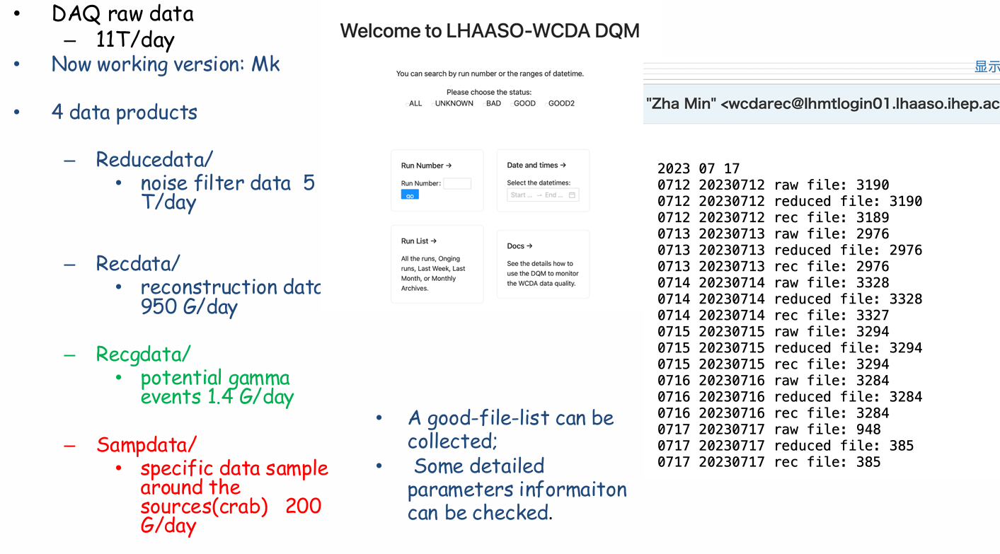 • DAQ raw data
– 11T/day
• Now working version: Mk
• 4 data products
– Reducedata/
• noise filter data 5
T/day
– Recdata/
• reconstruction data
950 G/day
– Recgdata/
• potential gamma
events 1.4 G/day
– Sampdata/
• specific data sample
around the
sources(crab) 200
G/day
Welcome to LHAASO-WCDA DQM
You can search by run number or the ranges of datetime.
Please choose the status:
ALL UNKNOWN BAD GOOD GOOD2
Run Number →
Run Number:
go
Date and times →
Select the datetimes:
Start ... → End ...
Run List →
All the runs, Onging
runs, Last Week, Last
Month, or Monthly
Archives.
Docs →
See the details how to
use the DQM to monitor
the WCDA data quality.
• A good-file-list can be
collected;
• Some detailed
parameters informaiton
can be checked.
显示
"Zha Min" <wcdarec@lhmtlogin01.lhaaso.ihep.ac
2023 07 17
0712 20230712 raw file: 3190
0712 20230712 reduced file: 3190
0712 20230712 rec file: 3189
0713 20230713 raw file: 2976
0713 20230713 reduced file: 2976
0713 20230713 rec file: 2976
0714 20230714 raw file: 3328
0714 20230714 reduced file: 3328
0714 20230714 rec file: 3327
0715 20230715 raw file: 3294
0715 20230715 reduced file: 3294
0715 20230715 rec file: 3294
0716 20230716 raw file: 3284
0716 20230716 reduced file: 3284
0716 20230716 rec file: 3284
0717 20230717 raw file: 948
0717 20230717 reduced file: 385
0717 20230717 rec file: 385